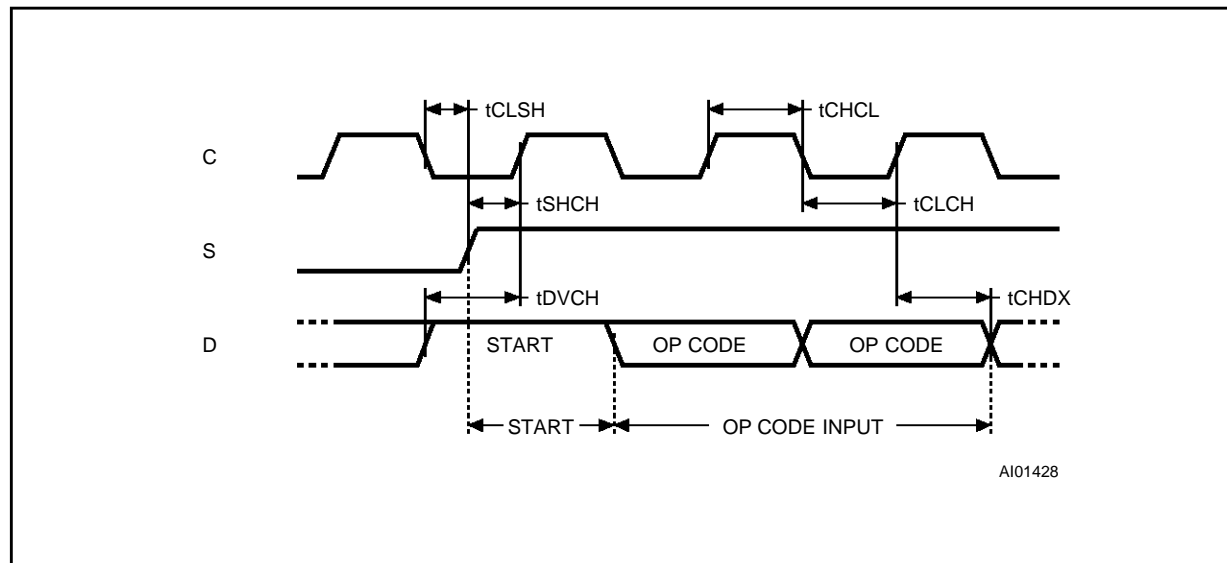 tCLSH
tCHCL
C
tSHCH
tCLCH
S
tDVCH
tCHDX
D
START
OP CODE
OP CODE
START
OP CODE INPUT
AI01428